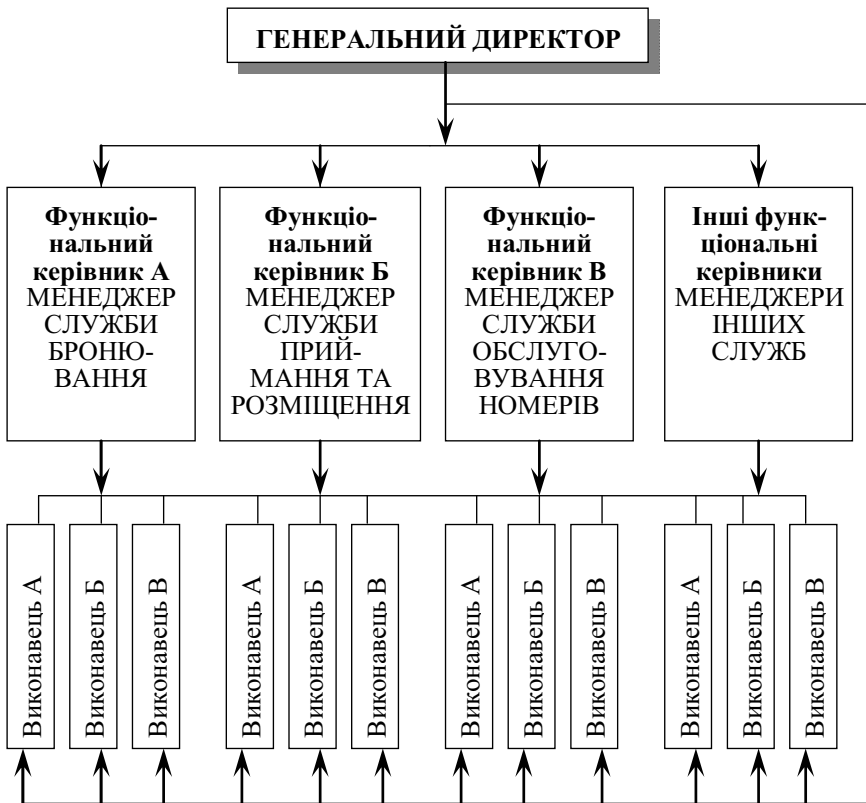 ГЕНЕРАЛЬНИЙ ДИРЕКТОР
Функціо-
нальний
керівник А
МЕНЕДЖЕР
СЛУЖБИ
БРОНЮ-
ВАННЯ
Функціо-
нальний
керівник Б
МЕНЕДЖЕР
СЛУЖБИ
ПРИЙ-
МАННЯ ТА
РОЗМІЩЕННЯ
Функціо-
нальний
керівник В
МЕНЕДЖЕР
СЛУЖБИ
ОБСЛУГО-
ВУВАННЯ
НОМЕРІВ
Інші функ-
ціональні
керівники
МЕНЕДЖЕРИ
ІНШИХ
СЛУЖБ
Виконавець А
Виконавець Б
Виконавець В
Виконавець А
Виконавець Б
Виконавець В
Виконавець А
Виконавець Б
Виконавець В
Виконавець А
Виконавець Б
Виконавець В